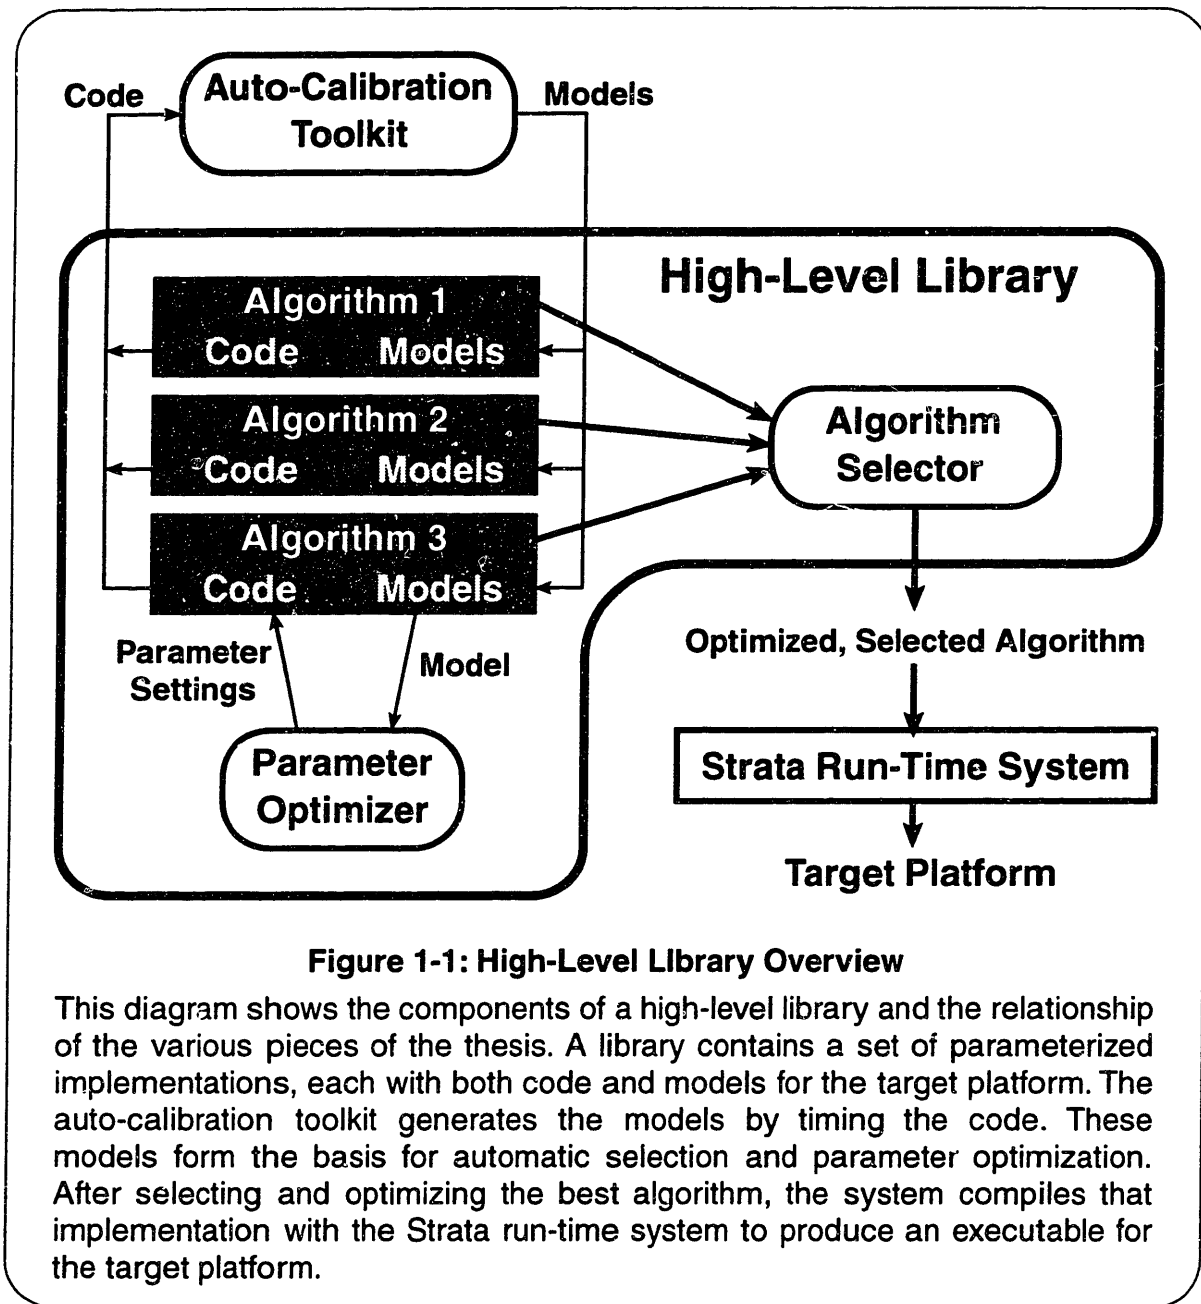 Code
Auto-Calibration
Toolkit
Models
High-Level Library
Algorithm 1
Code Models
Algorithm 2
Code Models
Algorithm 3
Code Models
Algorithm
Selector
Parameter
Settings
Model
Parameter
Optimizer
Optimized, Selected Algorithm
Strata Run-Time System
Target Platform
Figure 1-1: High-Level Library Overview
This diagram shows the components of a high-level library and the relationship
of the various pieces of the thesis. A library contains a set of parameterized
implementations, each with both code and models for the target platform. The
auto-calibration toolkit generates the models by timing the code. These
models form the basis for automatic selection and parameter optimization.
After selecting and optimizing the best algorithm, the system compiles that
implementation with the Strata run-time system to produce an executable for
the target platform.